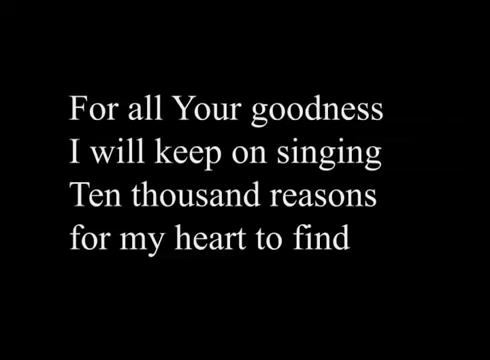 For all Your goodness
I will keep on singing
Ten thousand reasons
for my heart to find